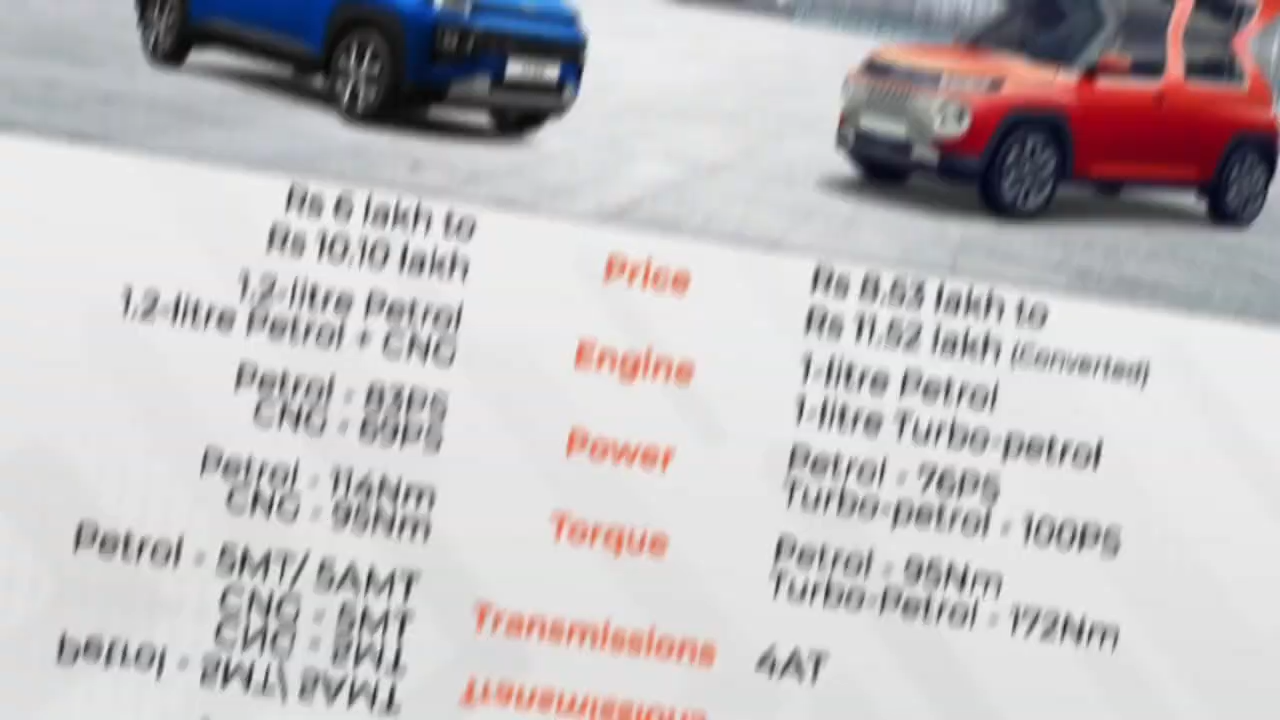 Rs 6 lakh to
Rs 10.10 lakh
Price
Rs 8.53 lakh to
Rs 11.52 lakh (Converted)
1.2-litre Petrol
1.2-litre Petrol + CNG
Engine
1-litre Petrol
1-litre Turbo-petrol
Petrol - 83PS
CNG - 69PS
Power
Petrol - 76PS
Turbo-petrol - 100PS
Petrol - 114Nm
CNG - 95Nm
Torque
Petrol - 95Nm
Turbo-Petrol - 172Nm
Petrol - 5MT/ 5AMT
CNG - 5MT
Transmissions
4AT